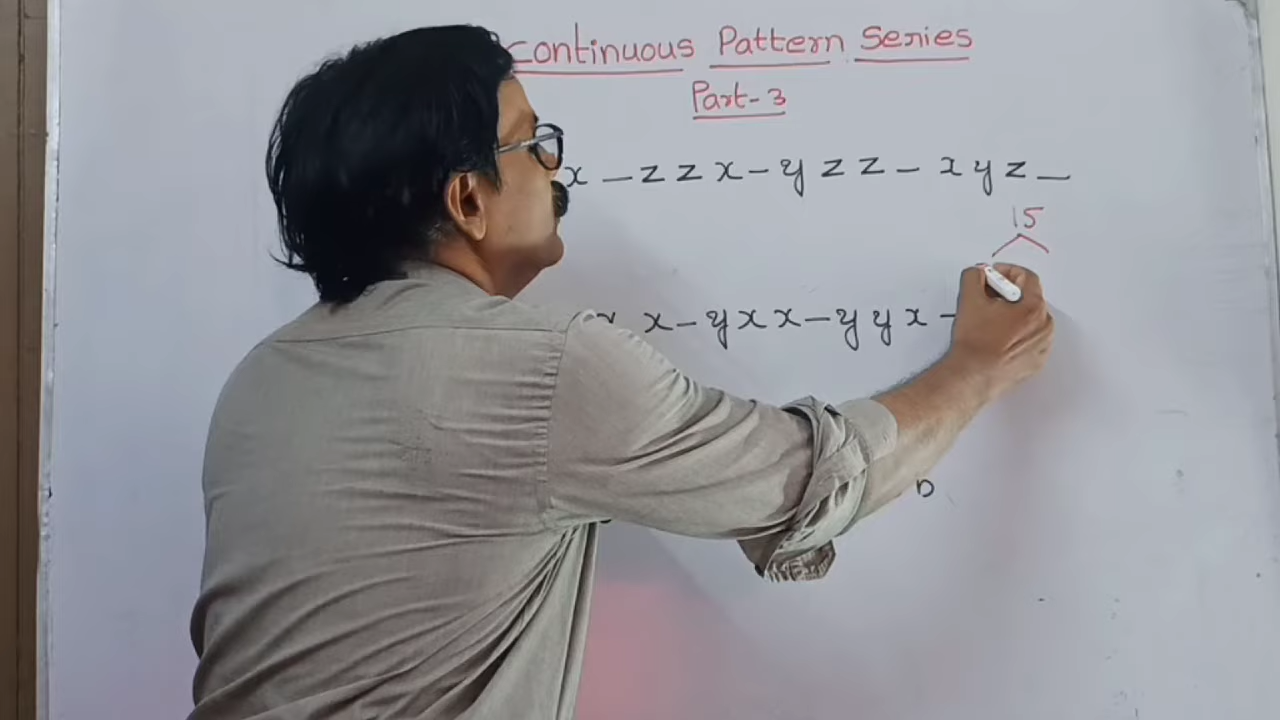 continuous Pattern Series
Part-3
x – z z x – y z z – x y z –
15
x x – y x x – y y x –
D